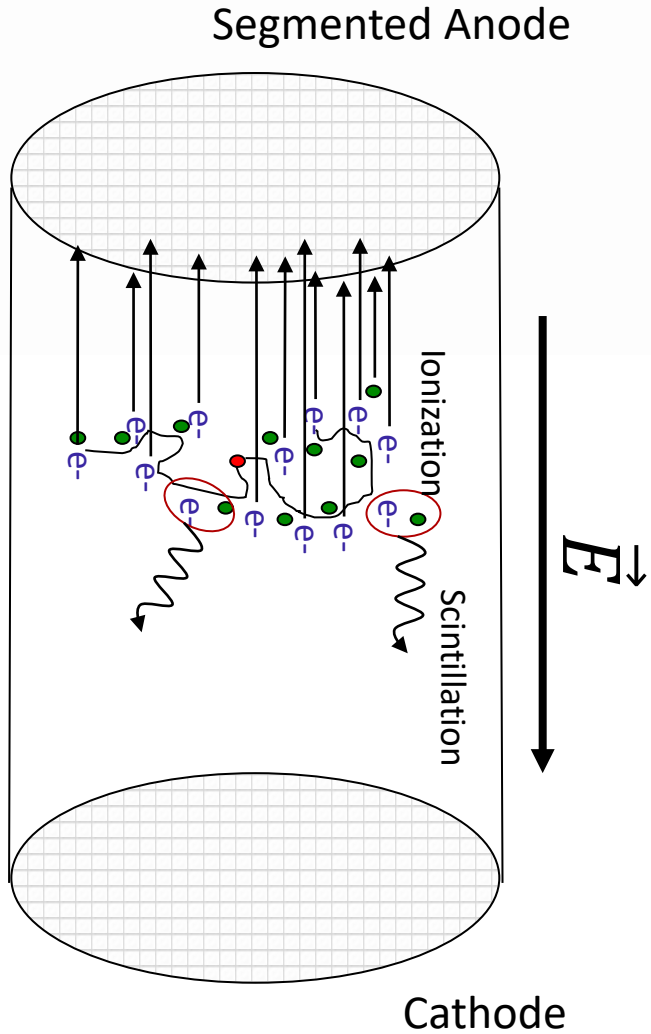 Segmented Anode
Ionization
e-
e-
e-
e-
e-
e-
e-
e-
e-
e-
e-
e-
e-
E⃗
Scintillation
Cathode